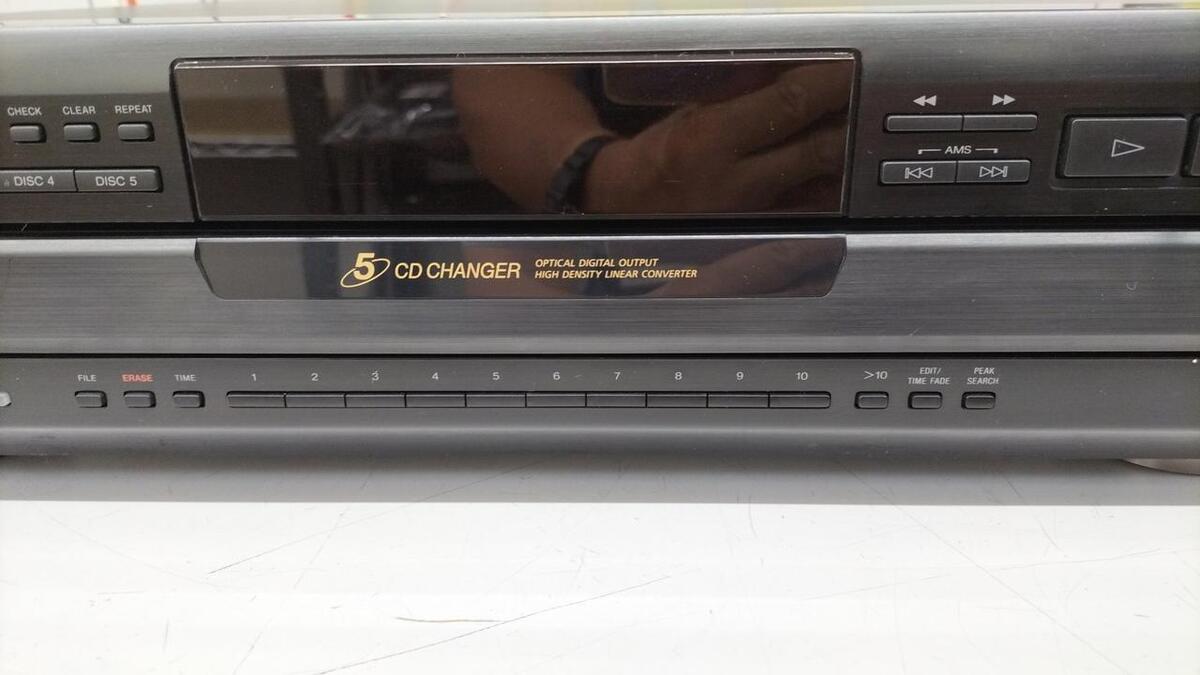 CHECK CLEAR REPEAT
DISC 4 DISC 5
AMS
5 CD CHANGER
OPTICAL DIGITAL OUTPUT
HIGH DENSITY LINEAR CONVERTER
FILE ERASE TIME 1 2 3 4 5 6 7 8 9 10 >10
EDIT/
TIME FADE
PEAK
SEARCH